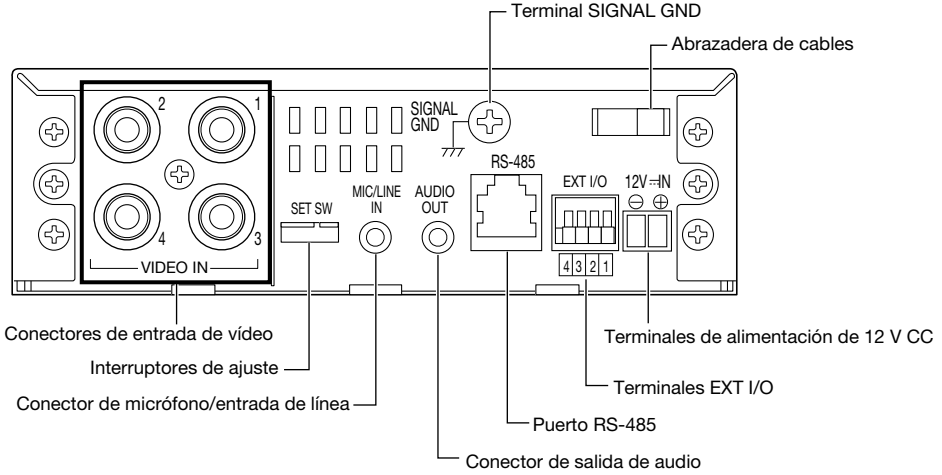 Terminal SIGNAL GND
Abrazadera de cables
2
1
SIGNAL
GND
RS-485
EXT I/O
12V⎓IN
⊖ ⊕
MIC/LINE
IN
AUDIO
OUT
SET SW
4
3
VIDEO IN
4 3 2 1
Conectores de entrada de vídeo
Terminales de alimentación de 12 V CC
Interruptores de ajuste
Terminales EXT I/O
Conector de micrófono/entrada de línea
Puerto RS-485
Conector de salida de audio